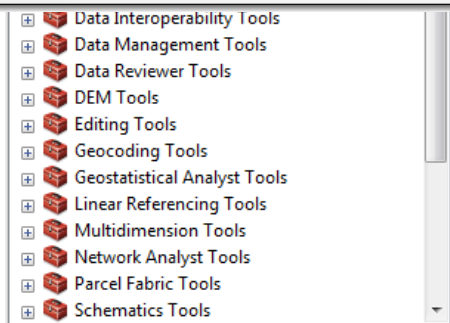 Data Interoperability Tools
Data Management Tools
Data Reviewer Tools
DEM Tools
Editing Tools
Geocoding Tools
Geostatistical Analyst Tools
Linear Referencing Tools
Multidimension Tools
Network Analyst Tools
Parcel Fabric Tools
Schematics Tools